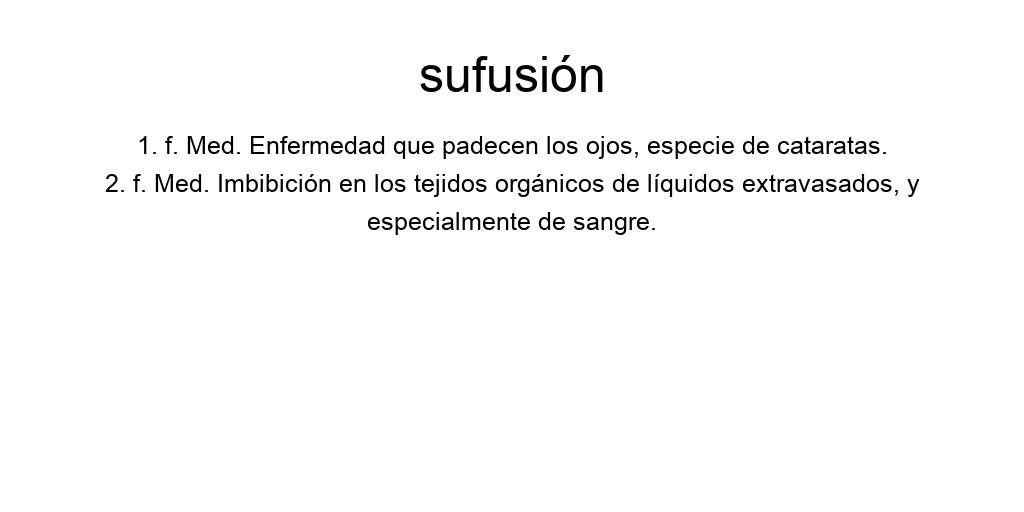 sufusión
1. f. Med. Enfermedad que padecen los ojos, especie de cataratas.
2. f. Med. Imbibición en los tejidos orgánicos de líquidos extravasados, y
especialmente de sangre.